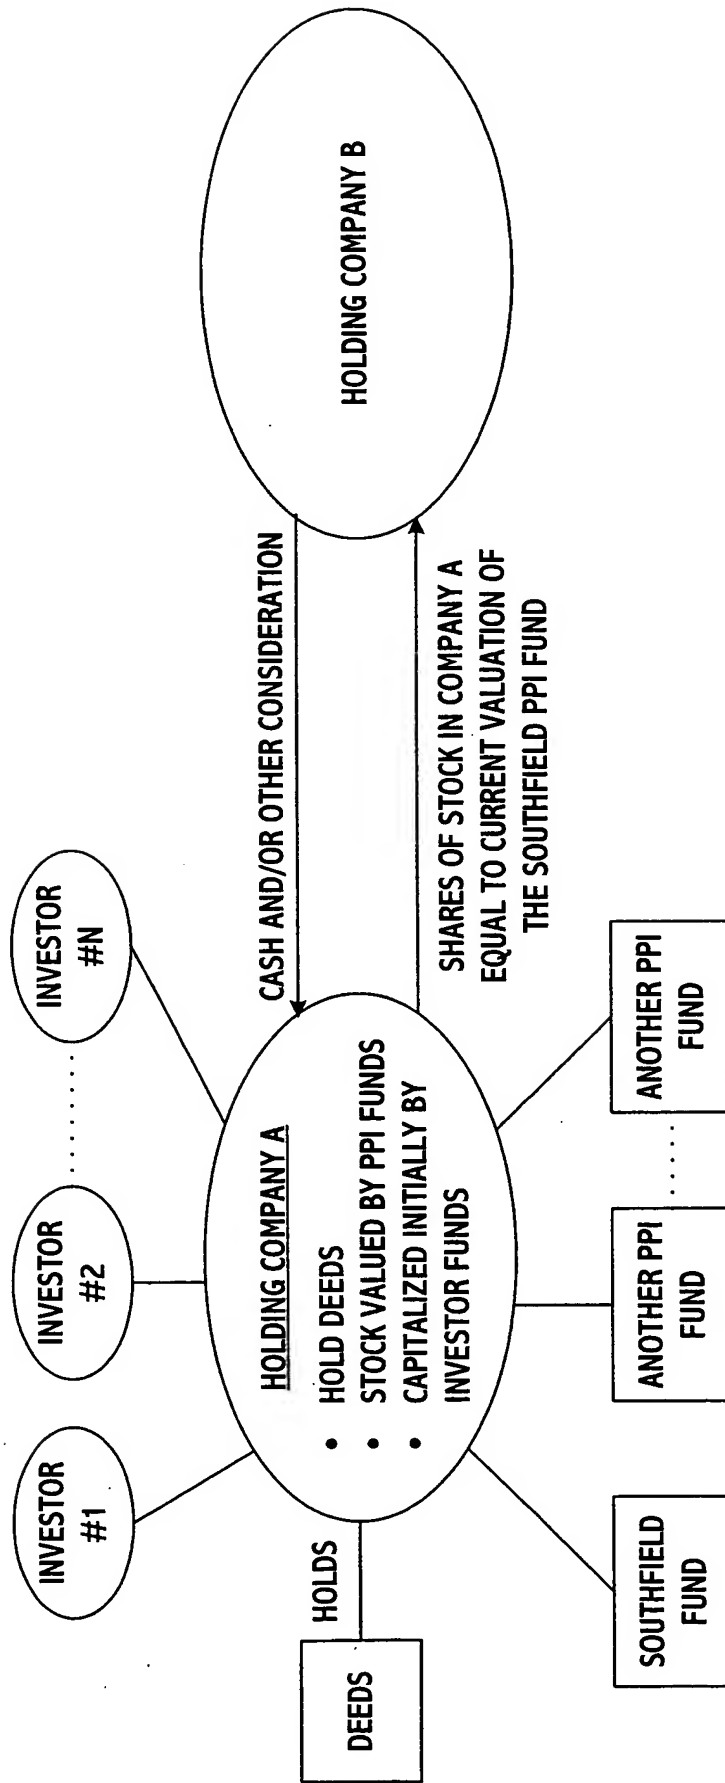 INVESTOR
#1
INVESTOR
#2
INVESTOR
#N
DEEDS
HOLDS
HOLDING COMPANY A
• HOLD DEEDS
• STOCK VALUED BY PPI FUNDS
• CAPITALIZED INITIALLY BY
INVESTOR FUNDS
CASH AND/OR OTHER CONSIDERATION
SHARES OF STOCK IN COMPANY A
EQUAL TO CURRENT VALUATION OF
THE SOUTHFIELD PPI FUND
HOLDING COMPANY B
SOUTHFIELD
FUND
ANOTHER PPI
FUND
ANOTHER PPI
FUND